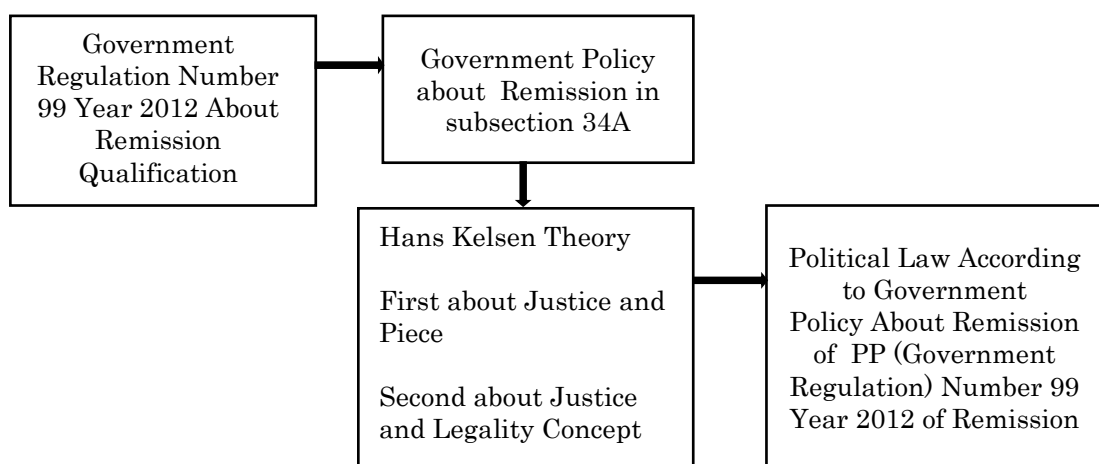 Government
Regulation Number
99 Year 2012 About
Remission
Qualification
Government Policy
about Remission in
subsection 34A
Hans Kelsen Theory
First about Justice and
Piece
Second about Justice
and Legality Concept
Political Law According
to Government
Policy About Remission
of PP (Government
Regulation) Number 99
Year 2012 of Remission